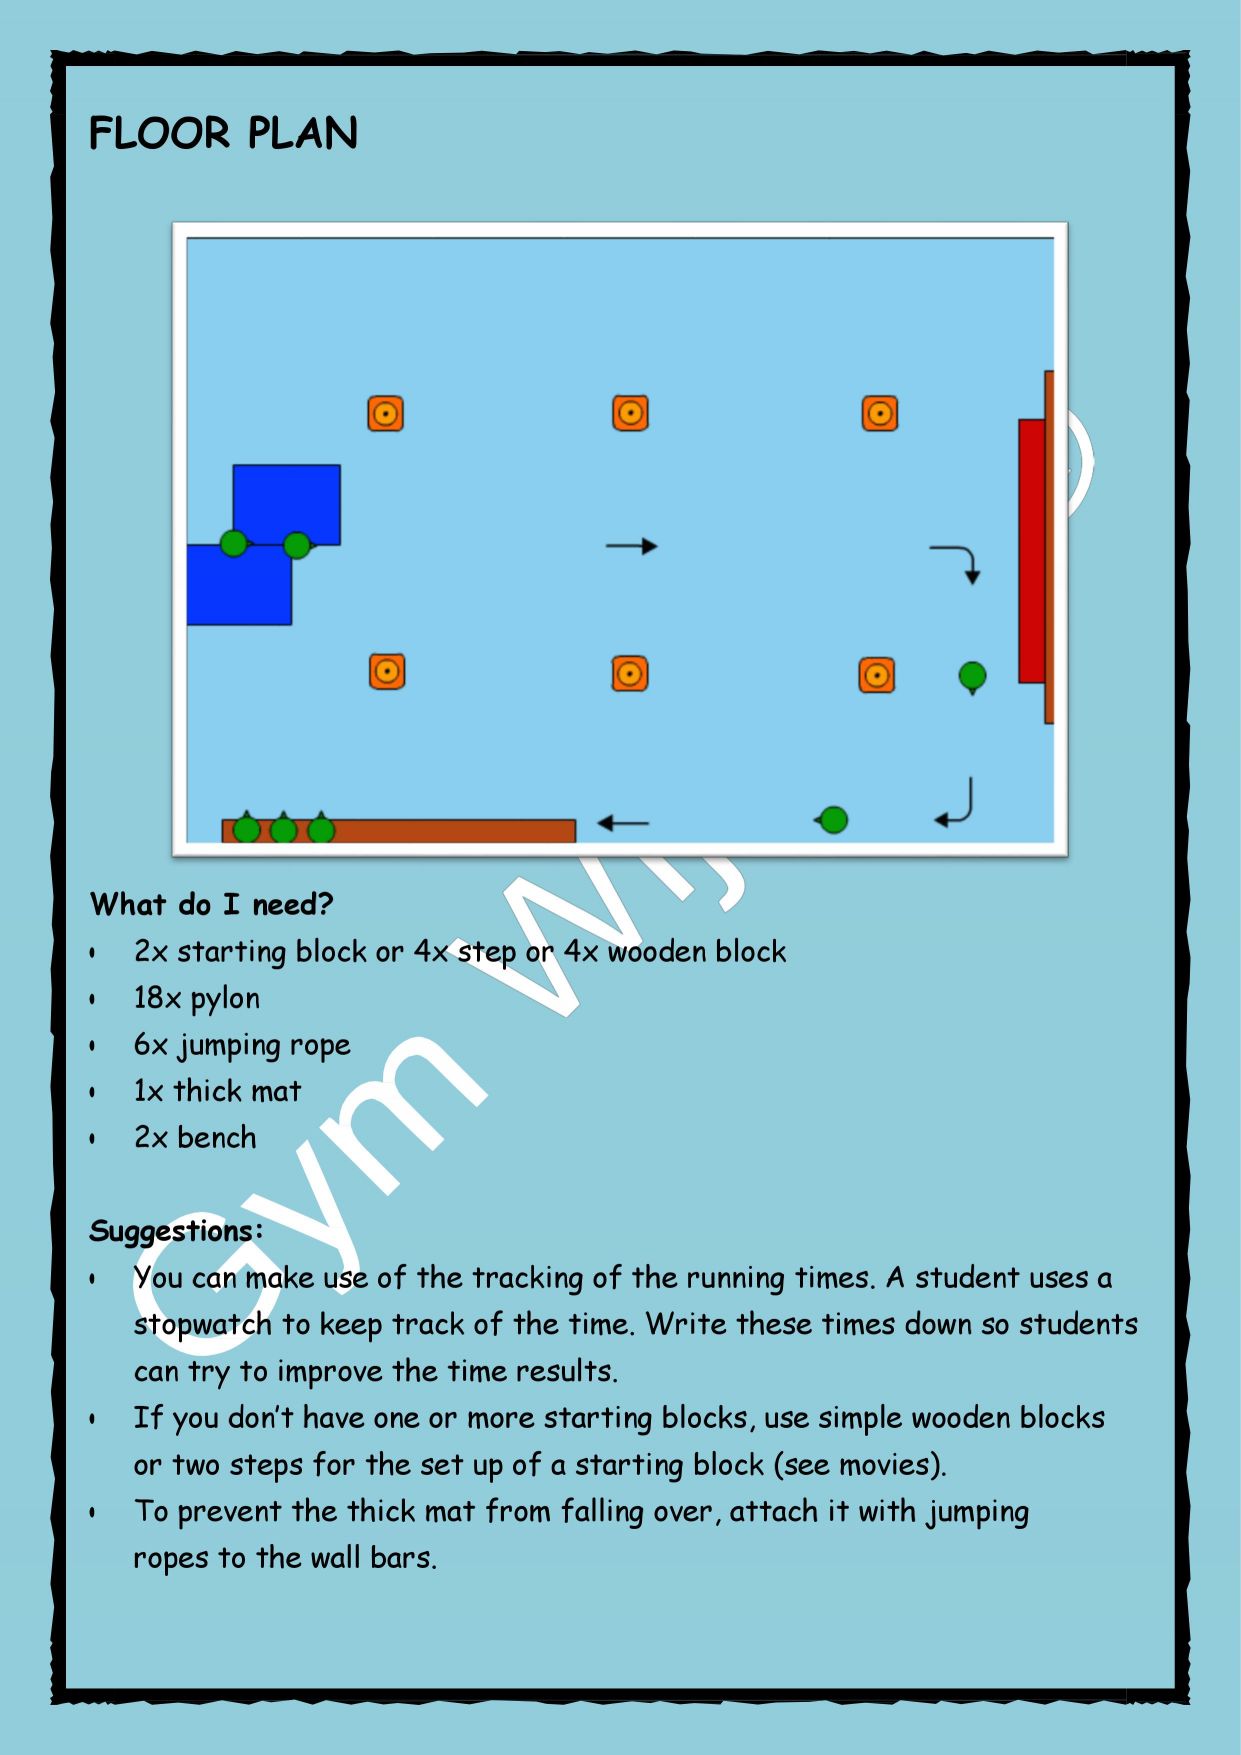 FLOOR PLAN
What do I need?
• 2x starting block or 4x step or 4x wooden block
• 18x pylon
• 6x jumping rope
• 1x thick mat
• 2x bench
Suggestions:
• You can make use of the tracking of the running times. A student uses a
stopwatch to keep track of the time. Write these times down so students
can try to improve the time results.
• If you don’t have one or more starting blocks, use simple wooden blocks
or two steps for the set up of a starting block (see movies).
• To prevent the thick mat from falling over, attach it with jumping
ropes to the wall bars.
Gym